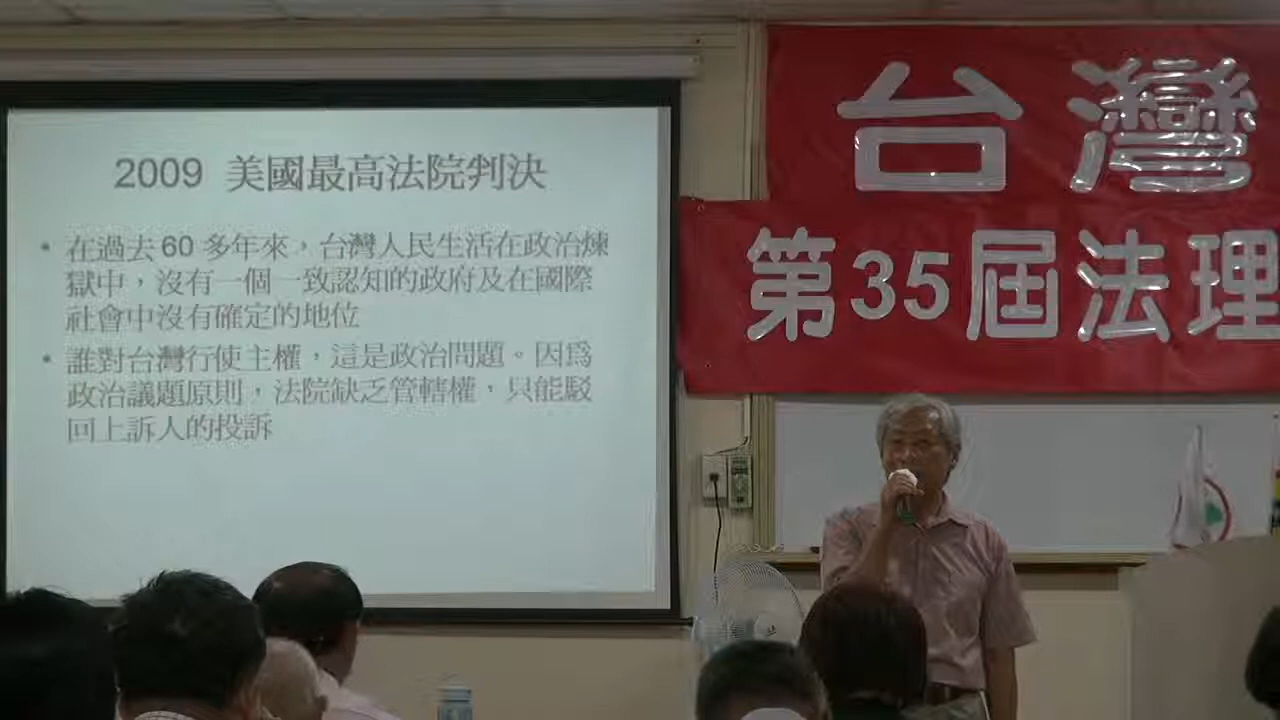 2009 美國最高法院判決
• 在過去 60 多年來，台灣人民生活在政治煉
獄中，沒有一個一致認知的政府及在國際
社會中沒有確定的地位
• 誰對台灣行使主權，這是政治問題。因為
政治議題原則，法院缺乏管轄權，只能駁
回上訴人的投訴
台灣
第35屆法理